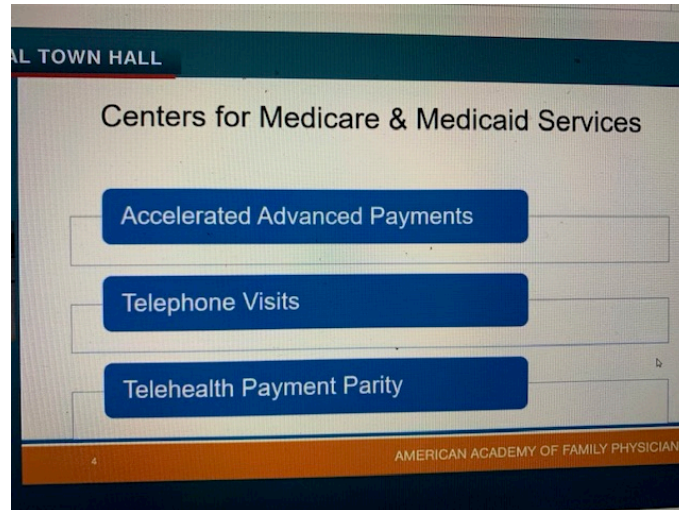 AL TOWN HALL
Centers for Medicare & Medicaid Services
Accelerated Advanced Payments
Telephone Visits
Telehealth Payment Parity
4
AMERICAN ACADEMY OF FAMILY PHYSICIAN